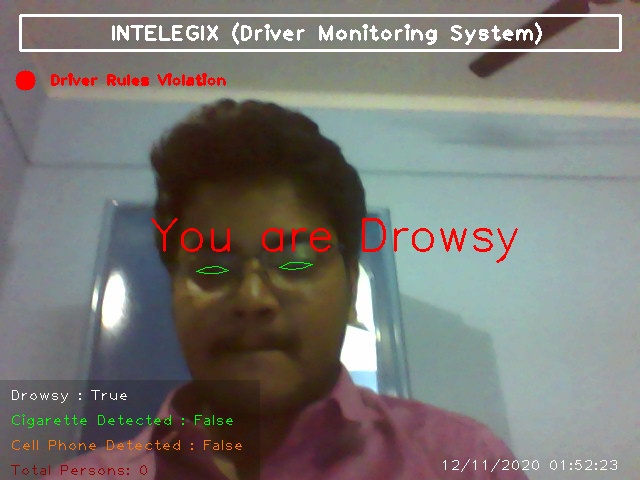 INTELEGIX (Driver Monitoring System)
Driver Rules Violation
You are Drowsy
Drowsy : True
Cigarette Detected : False
Cell Phone Detected : False
Total Persons: 0
12/11/2020 01:52:23